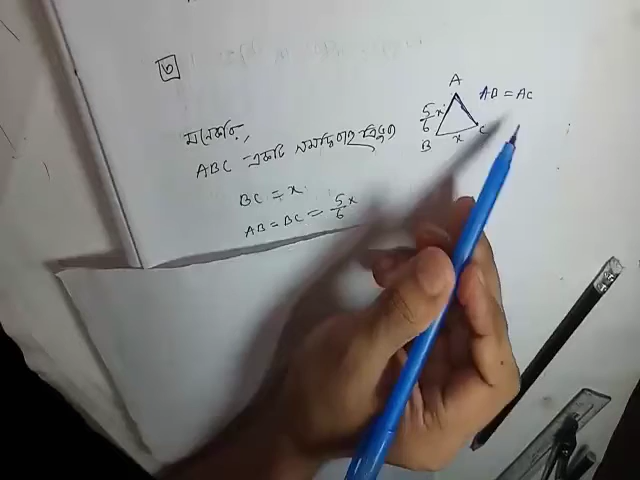 ৩
মনেকরি,
ABC একটি সমদ্বিবাহু ত্রিভুজ
BC = x
AB = BC = 5/6 x
A
AB = AC
5/6 x
B
x
C